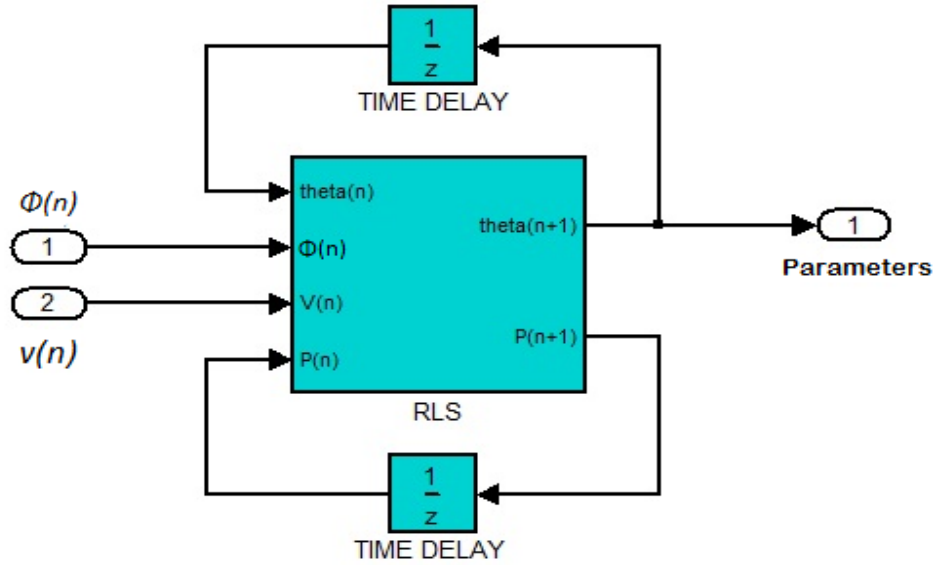 1
z
TIME DELAY
Φ(n)
1
2
v(n)
theta(n)
Φ(n)
V(n)
P(n)
theta(n+1)
P(n+1)
RLS
1
Parameters
1
z
TIME DELAY